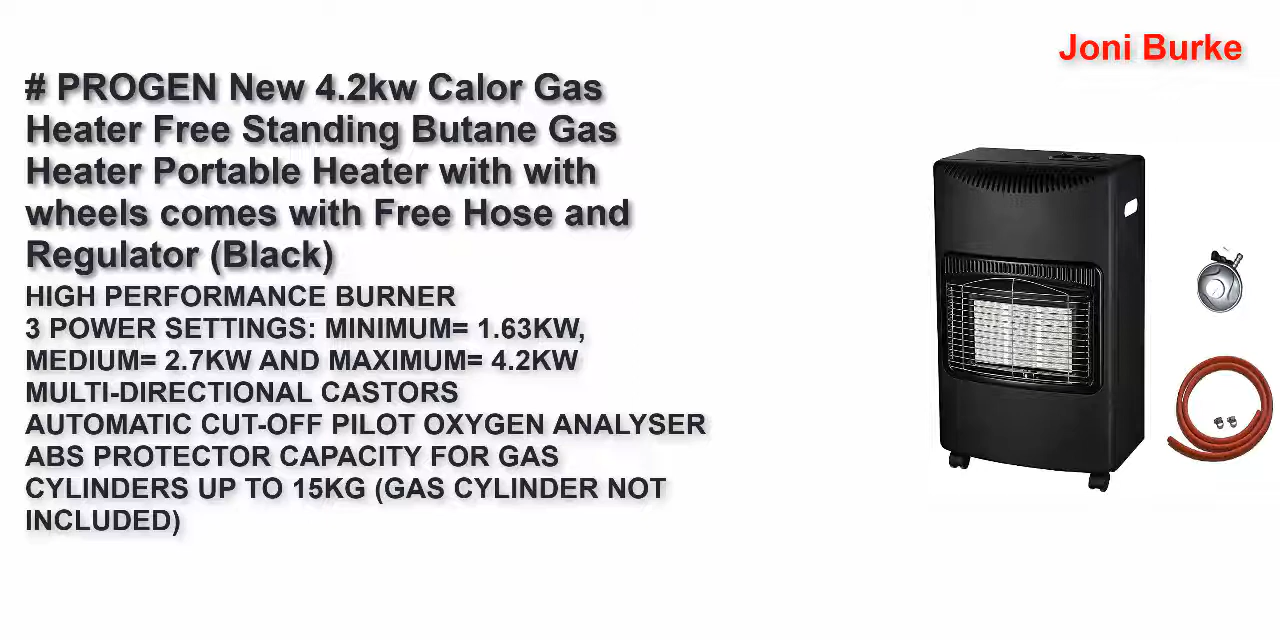 Joni Burke
# PROGEN New 4.2kw Calor Gas
Heater Free Standing Butane Gas
Heater Portable Heater with with
wheels comes with Free Hose and
Regulator (Black)
HIGH PERFORMANCE BURNER
3 POWER SETTINGS: MINIMUM= 1.63KW,
MEDIUM= 2.7KW AND MAXIMUM= 4.2KW
MULTI-DIRECTIONAL CASTORS
AUTOMATIC CUT-OFF PILOT OXYGEN ANALYSER
ABS PROTECTOR CAPACITY FOR GAS
CYLINDERS UP TO 15KG (GAS CYLINDER NOT
INCLUDED)